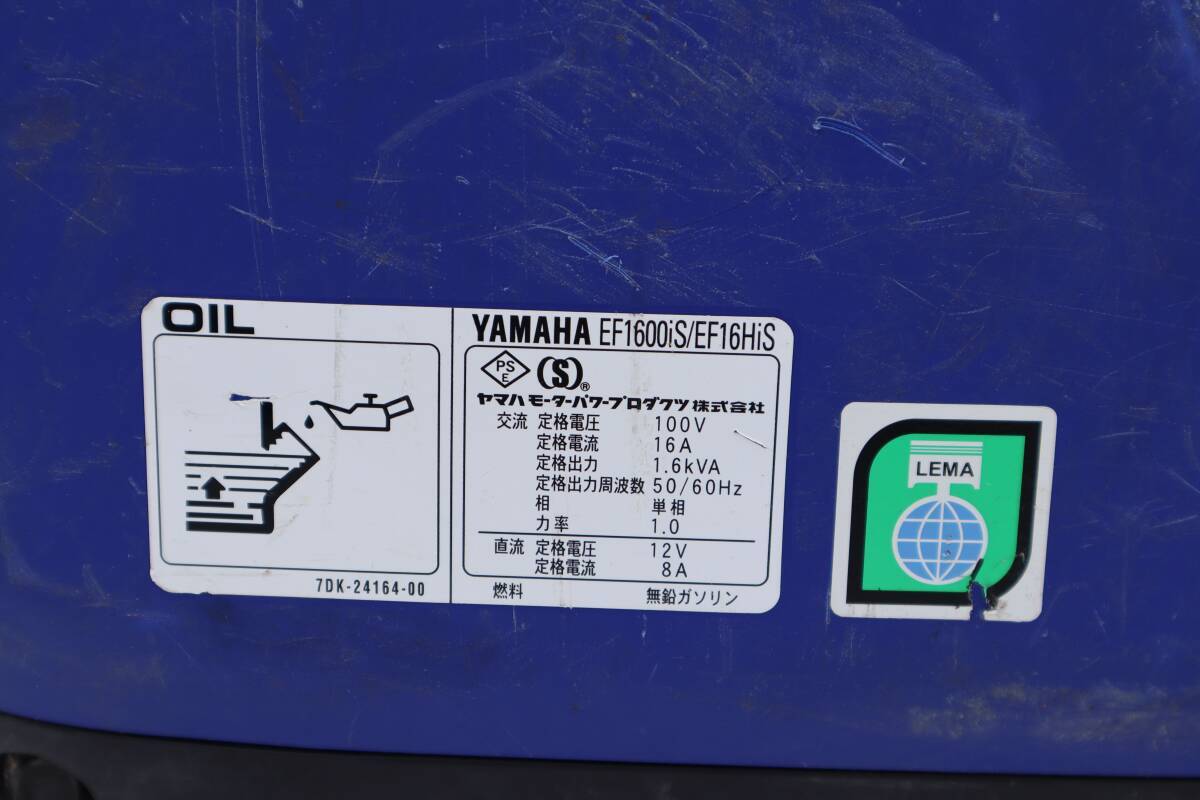 OIL
7DK-24164-00
YAMAHA EF1600iS/EF16HiS
PS
E
(S)®
ヤマハモーターパワープロダクツ株式会社
交流 定格電圧 100V
定格電流 16A
定格出力 1.6kVA
定格出力周波数 50/60Hz
相 単相
力率 1.0
直流 定格電圧 12V
定格電流 8A
燃料 無鉛ガソリン
LEMA